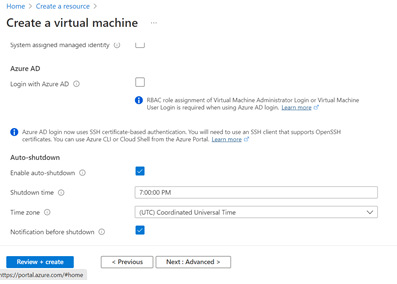 Home > Create a resource >
Create a virtual machine ...
System assigned managed identity
Azure AD
Login with Azure AD
RBAC role assignment of Virtual Machine Administrator Login or Virtual Machine
User Login is required when using Azure AD login. Learn more
Azure AD login now uses SSH certificate-based authentication. You will need to use an SSH client that supports OpenSSH
certificates. You can use Azure CLI or Cloud Shell from the Azure Portal. Learn more
Auto-shutdown
Enable auto-shutdown
Shutdown time
7:00:00 PM
Time zone
(UTC) Coordinated Universal Time
Notification before shutdown
Review + create
< Previous
Next : Advanced >
https://portal.azure.com/#home